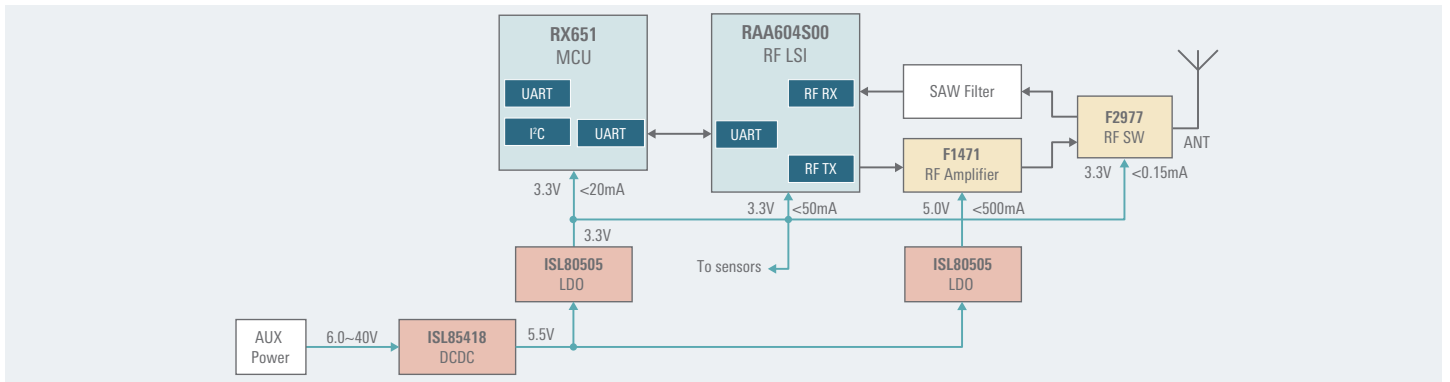 RX651
MCU
UART
I²C
UART
RAA604S00
RF LSI
RF RX
UART
RF TX
SAW Filter
F1471
RF Amplifier
F2977
RF SW
ANT
3.3V <20mA
3.3V <50mA
5.0V <500mA
3.3V <0.15mA
3.3V
ISL80505
LDO
To sensors
ISL80505
LDO
AUX
Power
6.0~40V
ISL85418
DCDC
5.5V